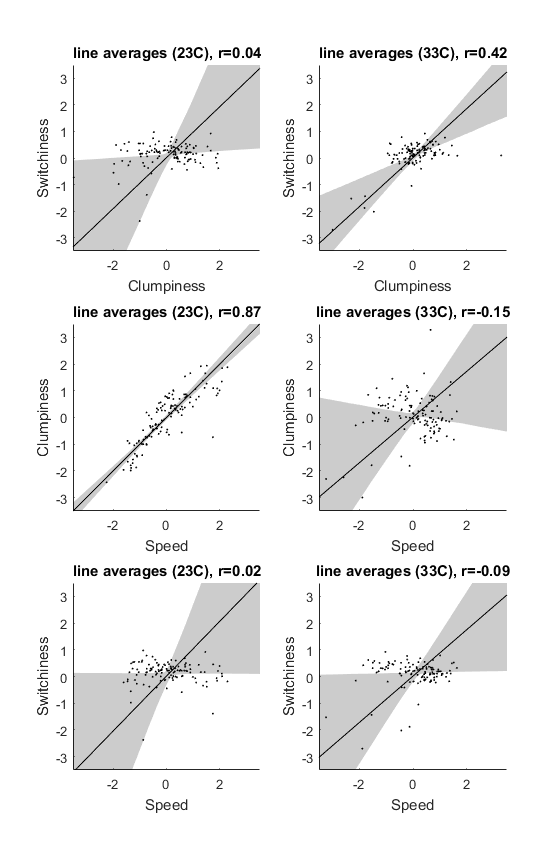 line averages (23C), r=0.04
3
2
1
0
-1
-2
-3
Switchiness
-2 0 2
Clumpiness
line averages (33C), r=0.42
3
2
1
0
-1
-2
-3
Switchiness
-2 0 2
Clumpiness
line averages (23C), r=0.87
3
2
1
0
-1
-2
-3
Clumpiness
-2 0 2
Speed
line averages (33C), r=-0.15
3
2
1
0
-1
-2
-3
Clumpiness
-2 0 2
Speed
line averages (23C), r=0.02
3
2
1
0
-1
-2
-3
Switchiness
-2 0 2
Speed
line averages (33C), r=-0.09
3
2
1
0
-1
-2
-3
Switchiness
-2 0 2
Speed